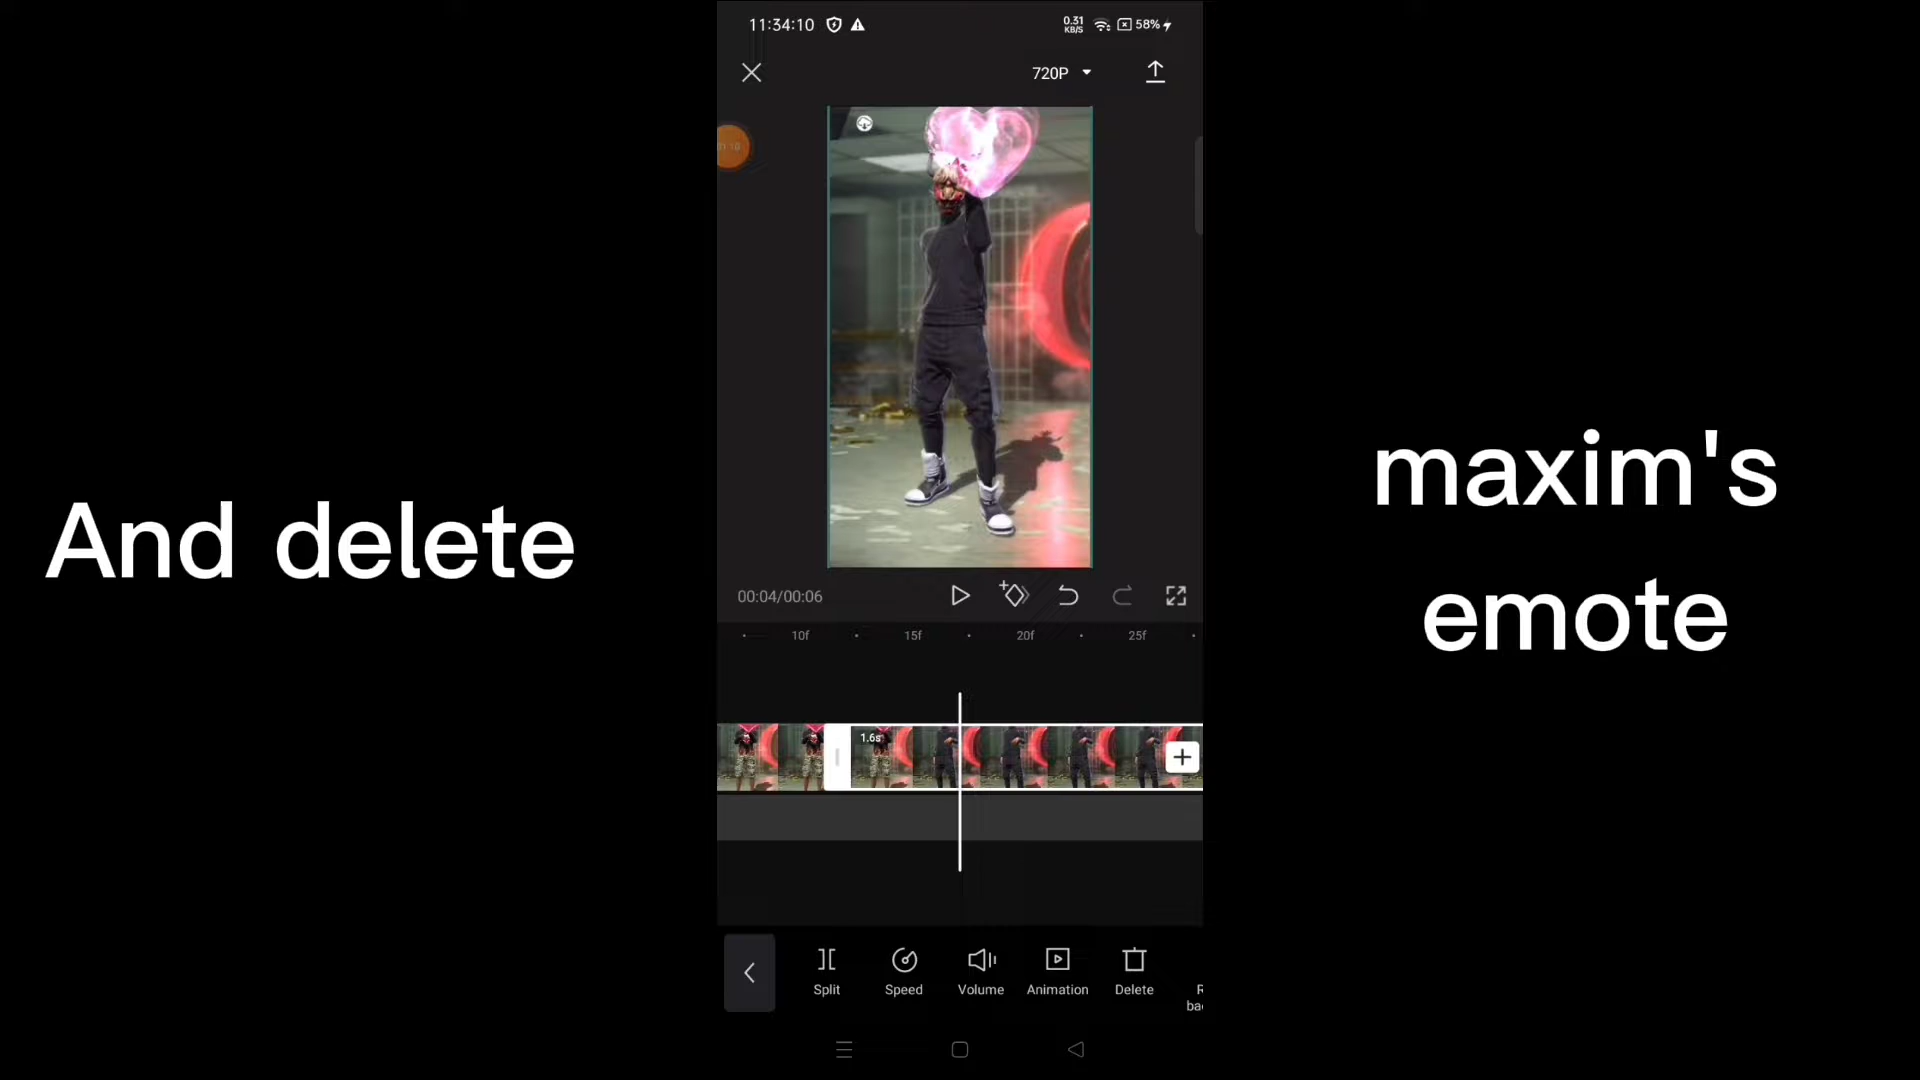 11:34:10
0.31
KB/S
58%
720P
And delete
maxim's
emote
00:04/00:06
10f
15f
20f
25f
1.6s
Split
Speed
Volume
Animation
Delete
R
bac